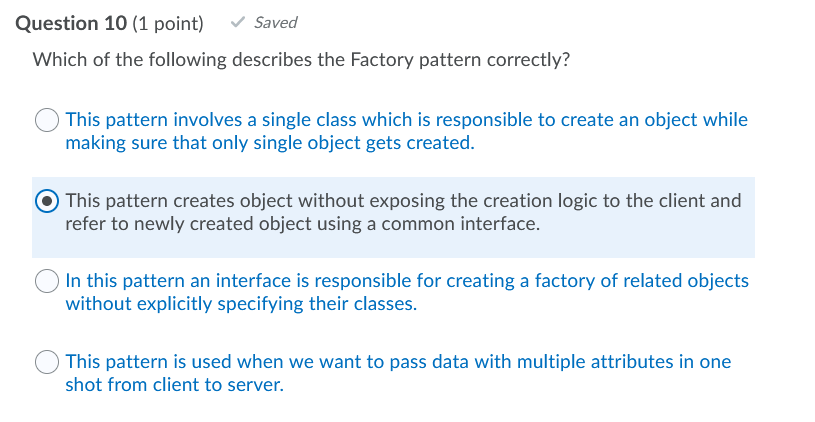 Question 10 (1 point) Saved
Which of the following describes the Factory pattern correctly?
This pattern involves a single class which is responsible to create an object while
making sure that only single object gets created.
This pattern creates object without exposing the creation logic to the client and
refer to newly created object using a common interface.
In this pattern an interface is responsible for creating a factory of related objects
without explicitly specifying their classes.
This pattern is used when we want to pass data with multiple attributes in one
shot from client to server.